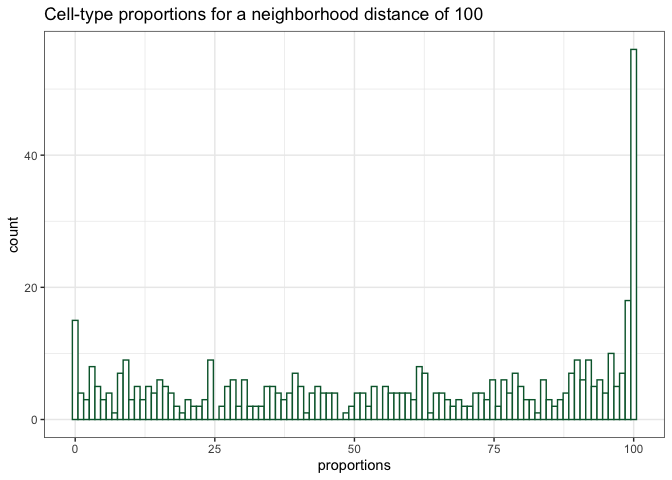 Cell-type proportions for a neighborhood distance of 100
40
20
0
count
0 25 50 75 100
proportions